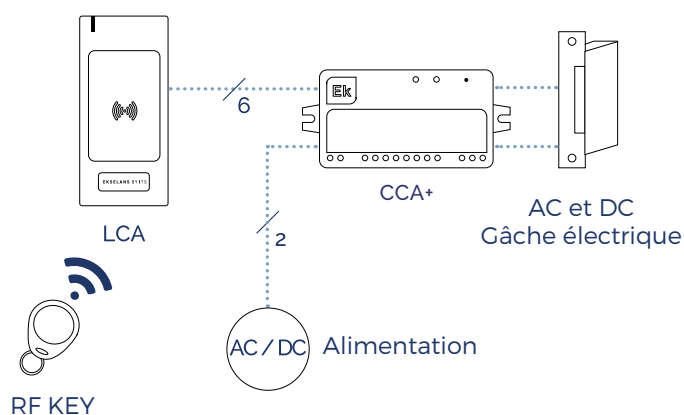 Ek
6
EKSELANS BY ITS
CCA+
LCA
AC et DC
Gâche électrique
2
AC / DC
Alimentation
RF KEY